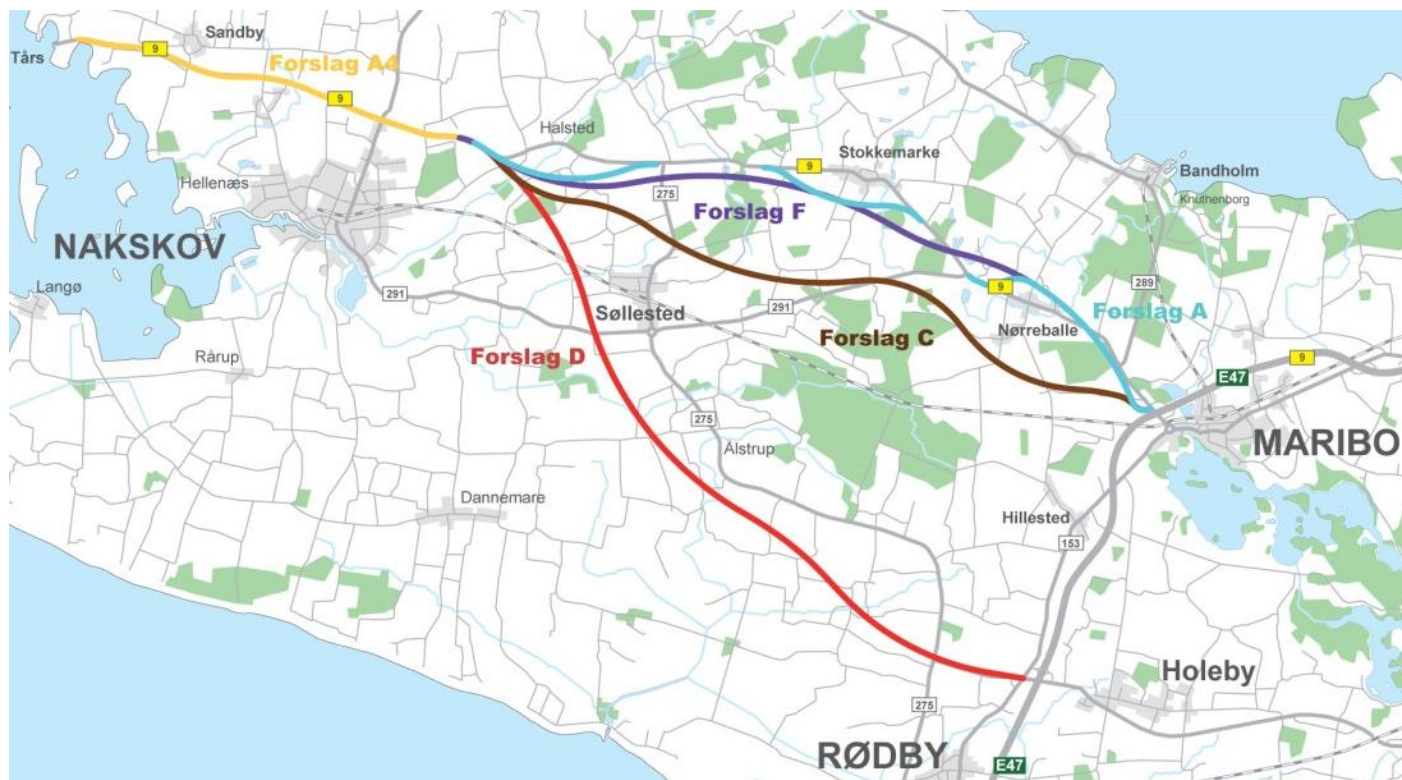 Sandby
9
Tårs
Forslag A4
9
Halsted
9
Stokkemarke
Bandholm
Hellenæs
275
Knuthenborg
Forslag F
NAKSKOV
289
Langø
291
9
Søllested
291
Forslag A
Nørreballe
Forslag C
Rårup
Forslag D
9
E47
275
MARIBO
Ålstrup
Dannemare
Hillested
153
Holeby
275
RØDBY
E47